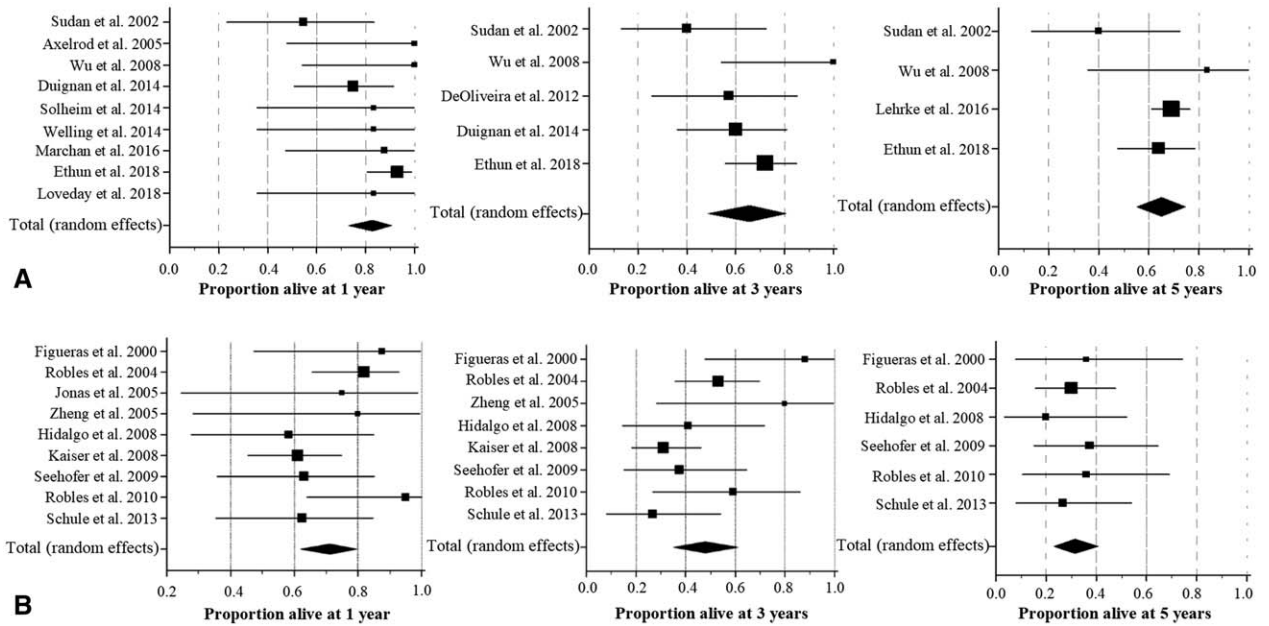 Sudan et al. 2002
Axelrod et al. 2005
Wu et al. 2008
Duignan et al. 2014
Solheim et al. 2014
Welling et al. 2014
Marchan et al. 2016
Ethun et al. 2018
Loveday et al. 2018
Total (random effects)
0.0 0.2 0.4 0.6 0.8 1.0
Proportion alive at 1 year
Sudan et al. 2002
Wu et al. 2008
DeOliveira et al. 2012
Duignan et al. 2014
Ethun et al. 2018
Total (random effects)
0.0 0.2 0.4 0.6 0.8 1.0
Proportion alive at 3 years
Sudan et al. 2002
Wu et al. 2008
Lehrke et al. 2016
Ethun et al. 2018
Total (random effects)
0.0 0.2 0.4 0.6 0.8 1.0
Proportion alive at 5 years
A
Figueras et al. 2000
Robles et al. 2004
Jonas et al. 2005
Zheng et al. 2005
Hidalgo et al. 2008
Kaiser et al. 2008
Seehofer et al. 2009
Robles et al. 2010
Schule et al. 2013
Total (random effects)
0.2 0.4 0.6 0.8 1.0
Proportion alive at 1 year
Figueras et al. 2000
Robles et al. 2004
Zheng et al. 2005
Hidalgo et al. 2008
Kaiser et al. 2008
Seehofer et al. 2009
Robles et al. 2010
Schule et al. 2013
Total (random effects)
0.0 0.2 0.4 0.6 0.8 1.0
Proportion alive at 3 years
Figueras et al. 2000
Robles et al. 2004
Hidalgo et al. 2008
Seehofer et al. 2009
Robles et al. 2010
Schule et al. 2013
Total (random effects)
0.0 0.2 0.4 0.6 0.8 1.0
Proportion alive at 5 years
B